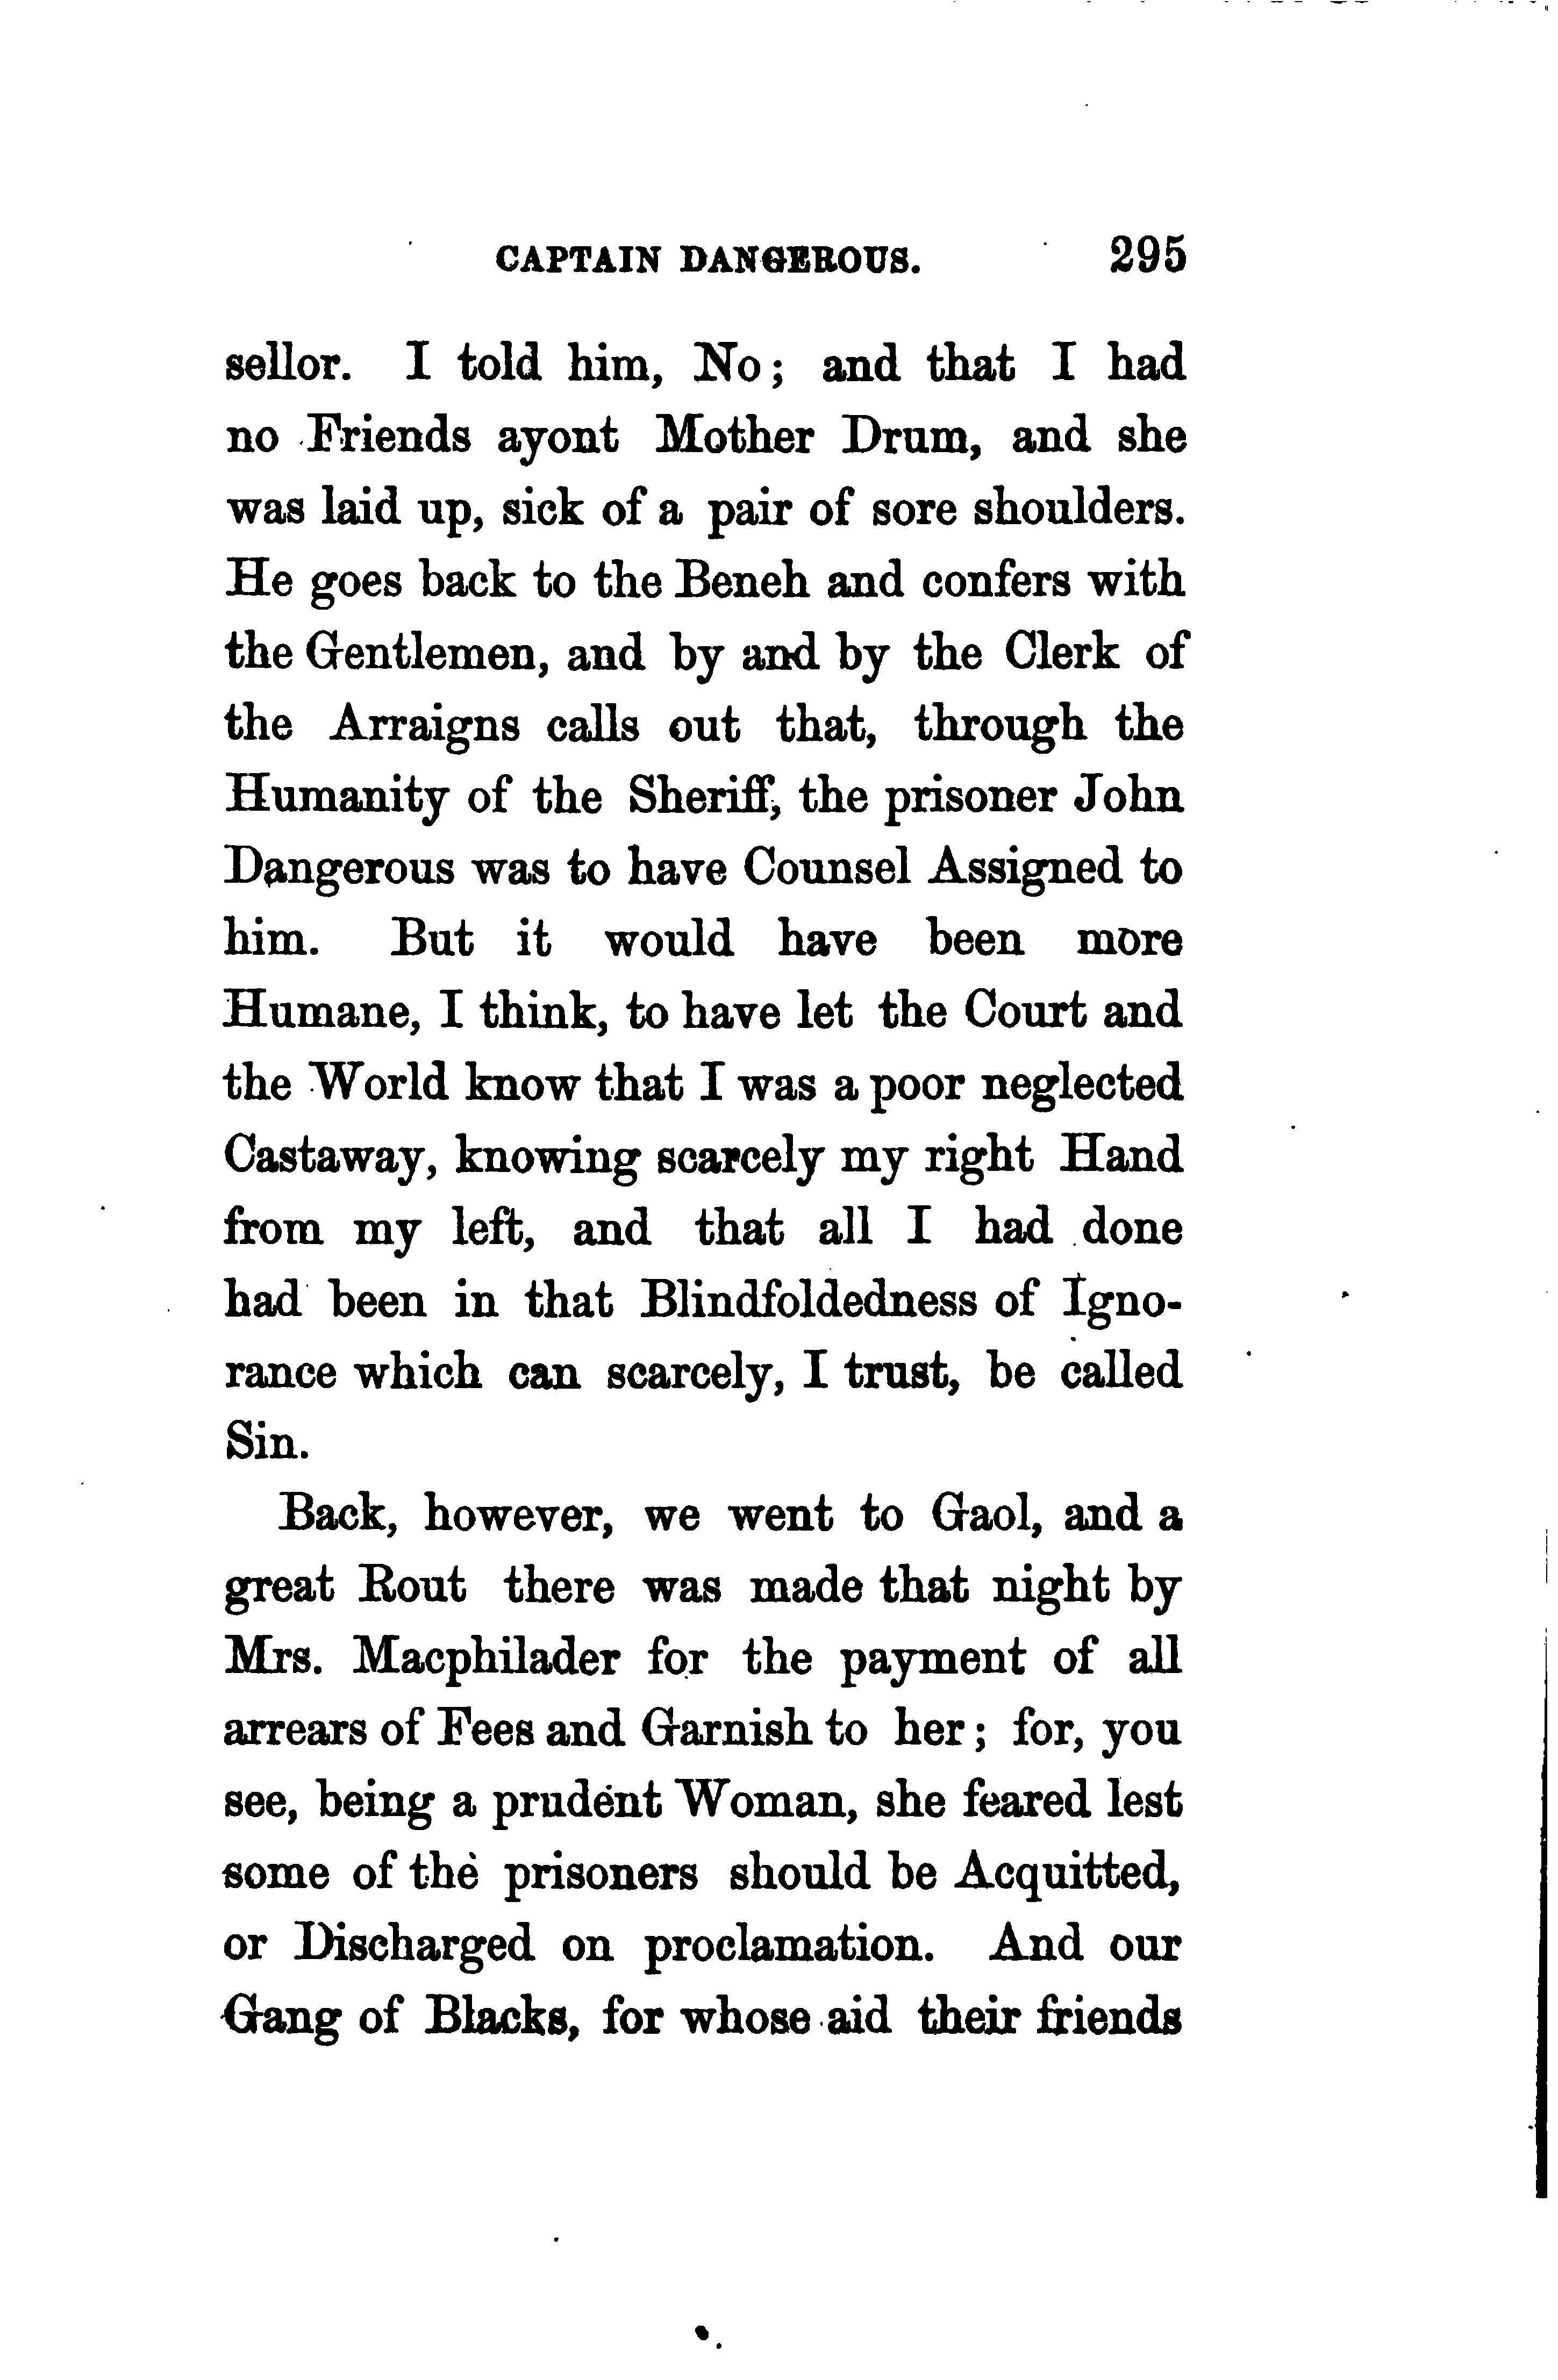 CAPTAIN DANGEROUS. 295
sellor. I told him, No; and that I had
no Friends ayont Mother Drum, and she
was laid up, sick of a pair of sore shoulders.
He goes back to the Beneh and confers with
the Gentlemen, and by and by the Clerk of
the Arraigns calls out that, through the
Humanity of the Sheriff, the prisoner John
Dangerous was to have Counsel Assigned to
him. But it would have been more
Humane, I think, to have let the Court and
the World know that I was a poor neglected
Castaway, knowing scarcely my right Hand
from my left, and that all I had done
had been in that Blindfoldedness of Igno-
rance which can scarcely, I trust, be called
Sin.
Back, however, we went to Gaol, and a
great Rout there was made that night by
Mrs. Macphilader for the payment of all
arrears of Fees and Garnish to her; for, you
see, being a prudent Woman, she feared lest
some of the prisoners should be Acquitted,
or Discharged on proclamation. And our
Gang of Blacks, for whose aid their friends